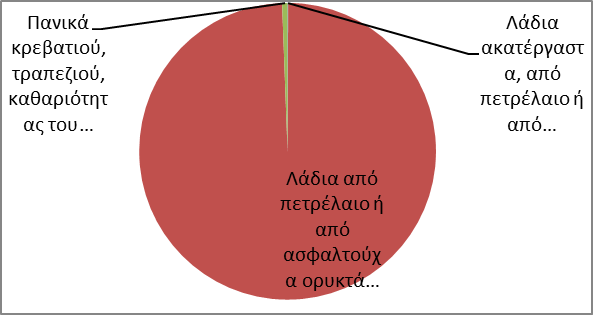 Πανικά
κρεβατιού,
τραπεζιού,
καθαριότητ
ας του...
Λάδια
ακατέργαστ
α, από
πετρέλαιο ή
από...
Λάδια από
πετρέλαιο ή
από
ασφαλτούχ
α ορυκτά...